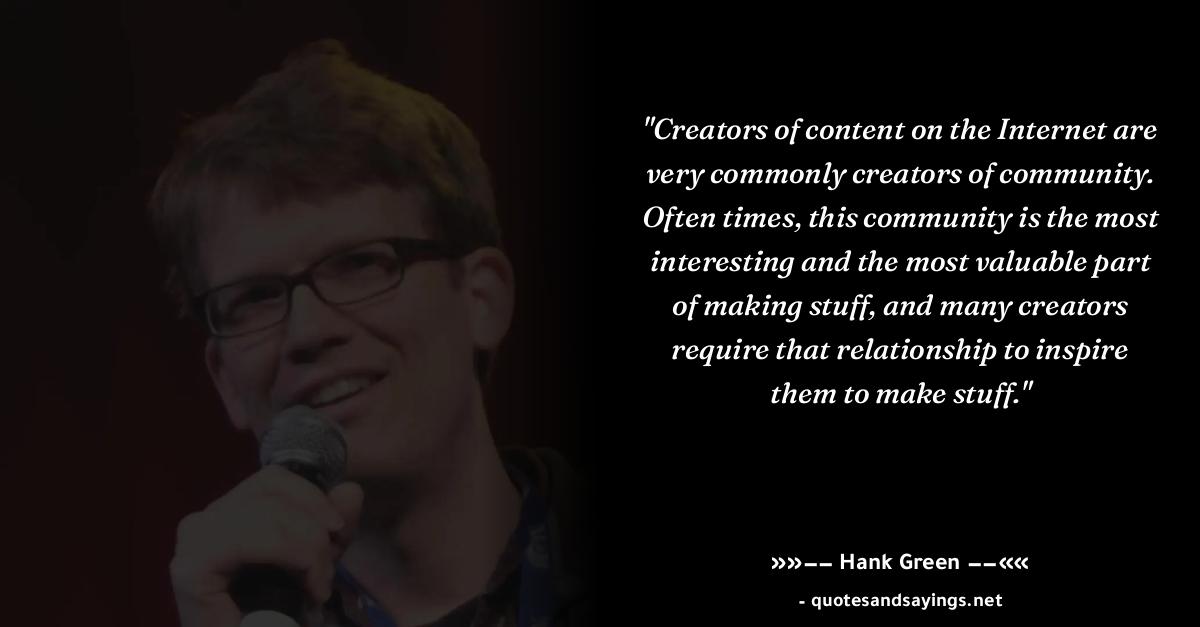 "Creators of content on the Internet are
very commonly creators of community.
Often times, this community is the most
interesting and the most valuable part
of making stuff, and many creators
require that relationship to inspire
them to make stuff."
»»–– Hank Green ––««
- quotesandsayings.net